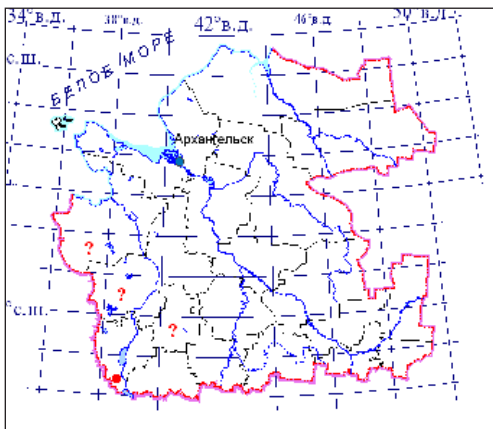 34°в.д.
38°в.д.
42°в.д.
46°в.д.
50°в.д.
с.ш.
БЕЛОЕ МОРЕ
Архангельск
?
?
°с.ш.
?